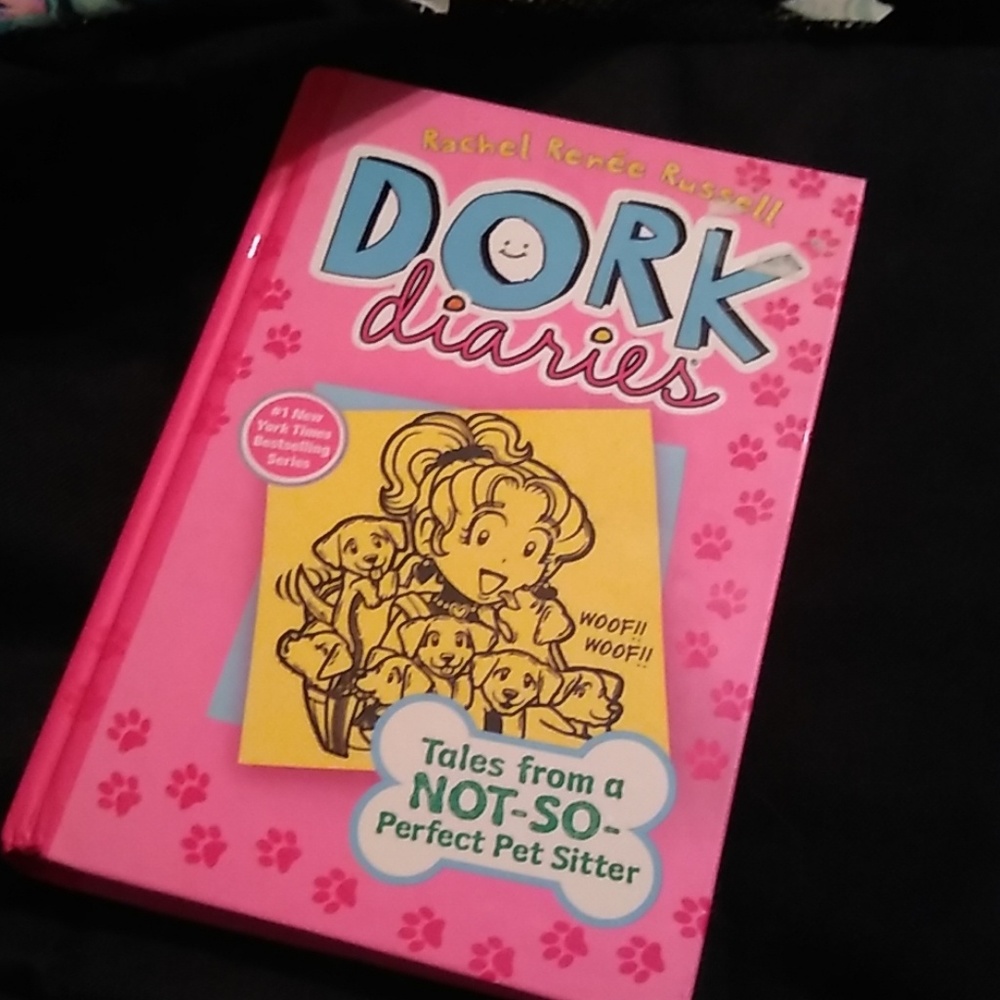 Rachel Renée Russell
DORK
diaries
#1 New
York Times
Bestselling
Series
WOOF!!
WOOF!!
Tales from a
NOT-SO-
Perfect Pet Sitter